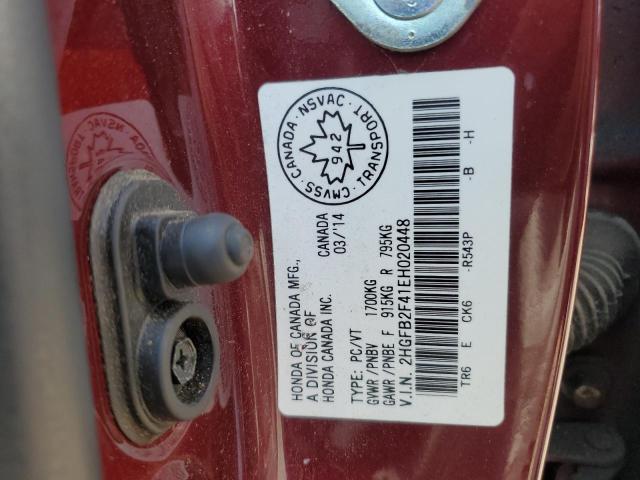 HONDA OF CANADA MFG.,
A DIVISION OF
HONDA CANADA INC.
CANADA
03/'14
TYPE: PC/VT
GVWR /PNBV 1700KG
GAWR /PNBE F 915KG R 795KG
V.I.N. 2HGFB2F41EH020448
TR6 E CK6 -R543P -B -H
CANADA · NSVAC · TRANSPORT · CMVSS
942